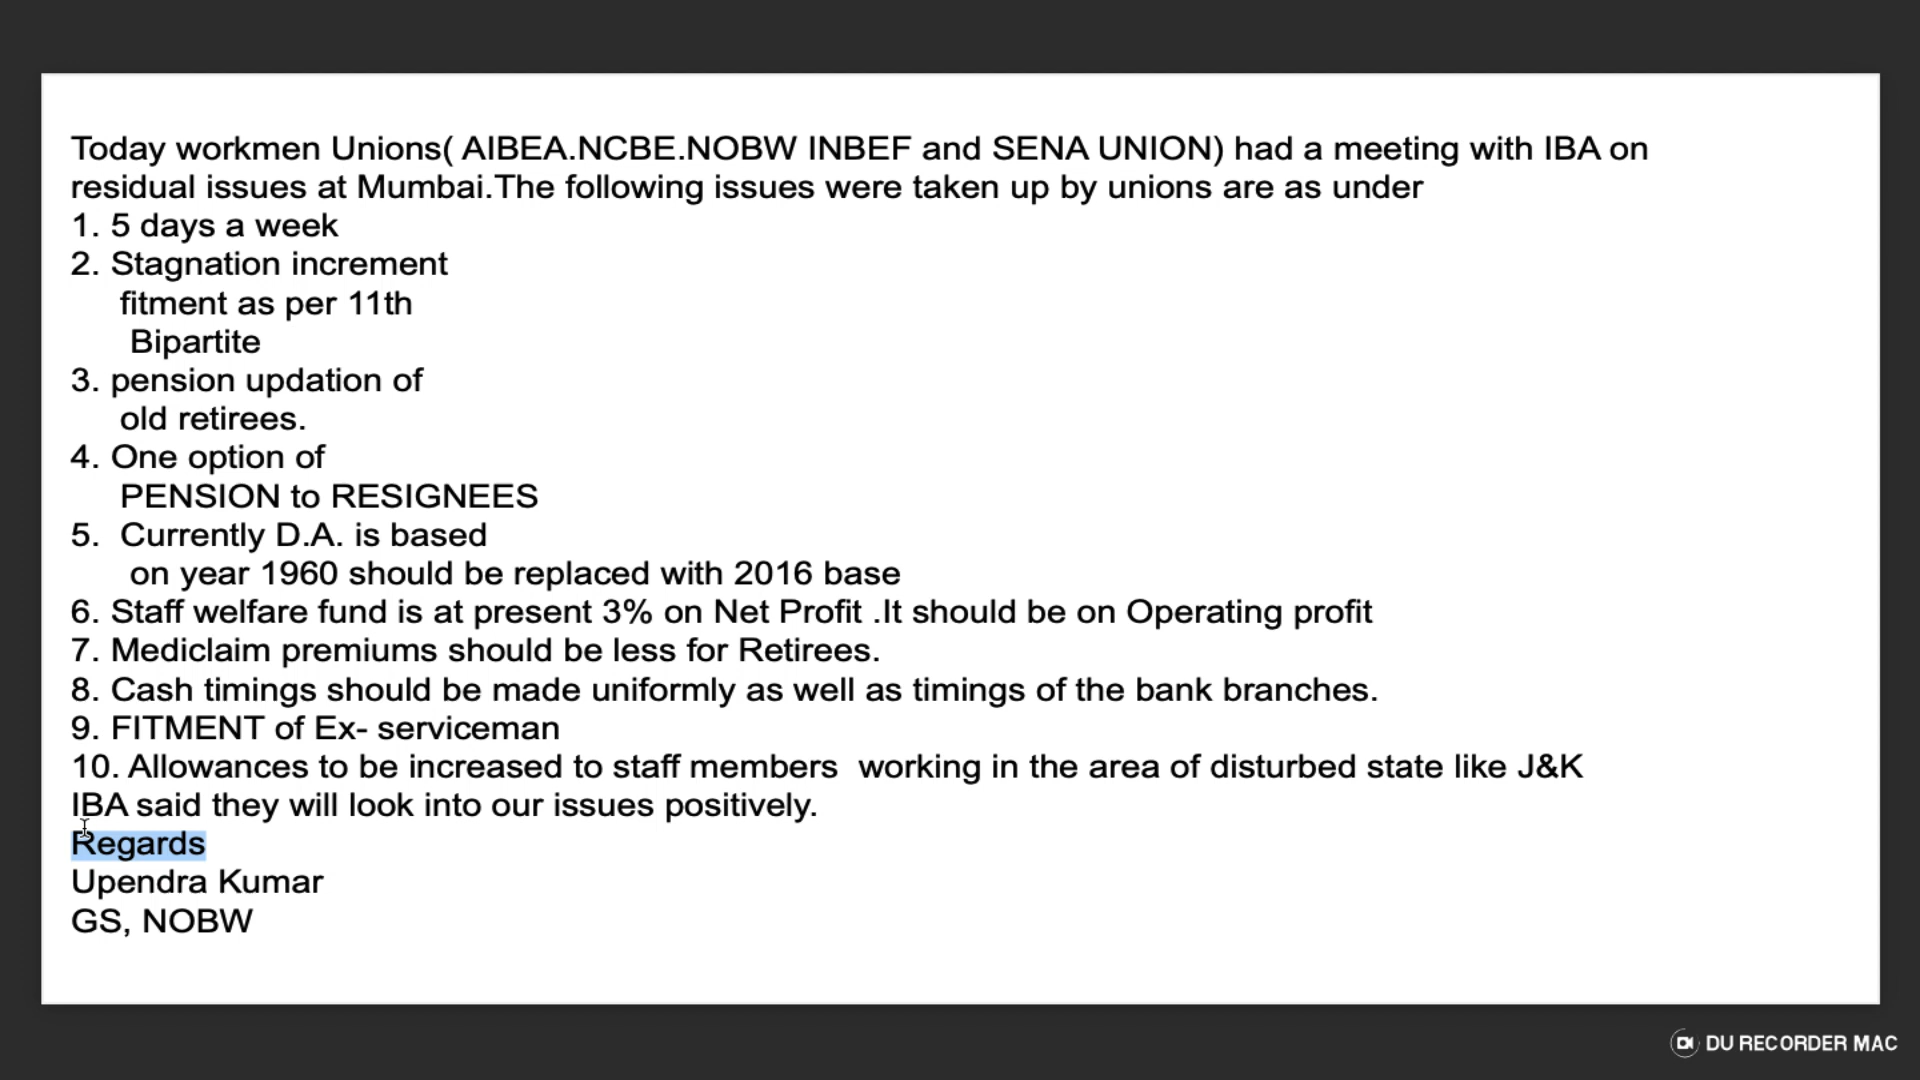 Today workmen Unions( AIBEA.NCBE.NOBW INBEF and SENA UNION) had a meeting with IBA on
residual issues at Mumbai.The following issues were taken up by unions are as under
1. 5 days a week
2. Stagnation increment
fitment as per 11th
Bipartite
3. pension updation of
old retirees.
4. One option of
PENSION to RESIGNEES
5.  Currently D.A. is based
on year 1960 should be replaced with 2016 base
6. Staff welfare fund is at present 3% on Net Profit .It should be on Operating profit
7. Mediclaim premiums should be less for Retirees.
8. Cash timings should be made uniformly as well as timings of the bank branches.
9. FITMENT of Ex- serviceman
10. Allowances to be increased to staff members  working in the area of disturbed state like J&K
IBA said they will look into our issues positively.
Regards
Upendra Kumar
GS, NOBW
DU RECORDER MAC